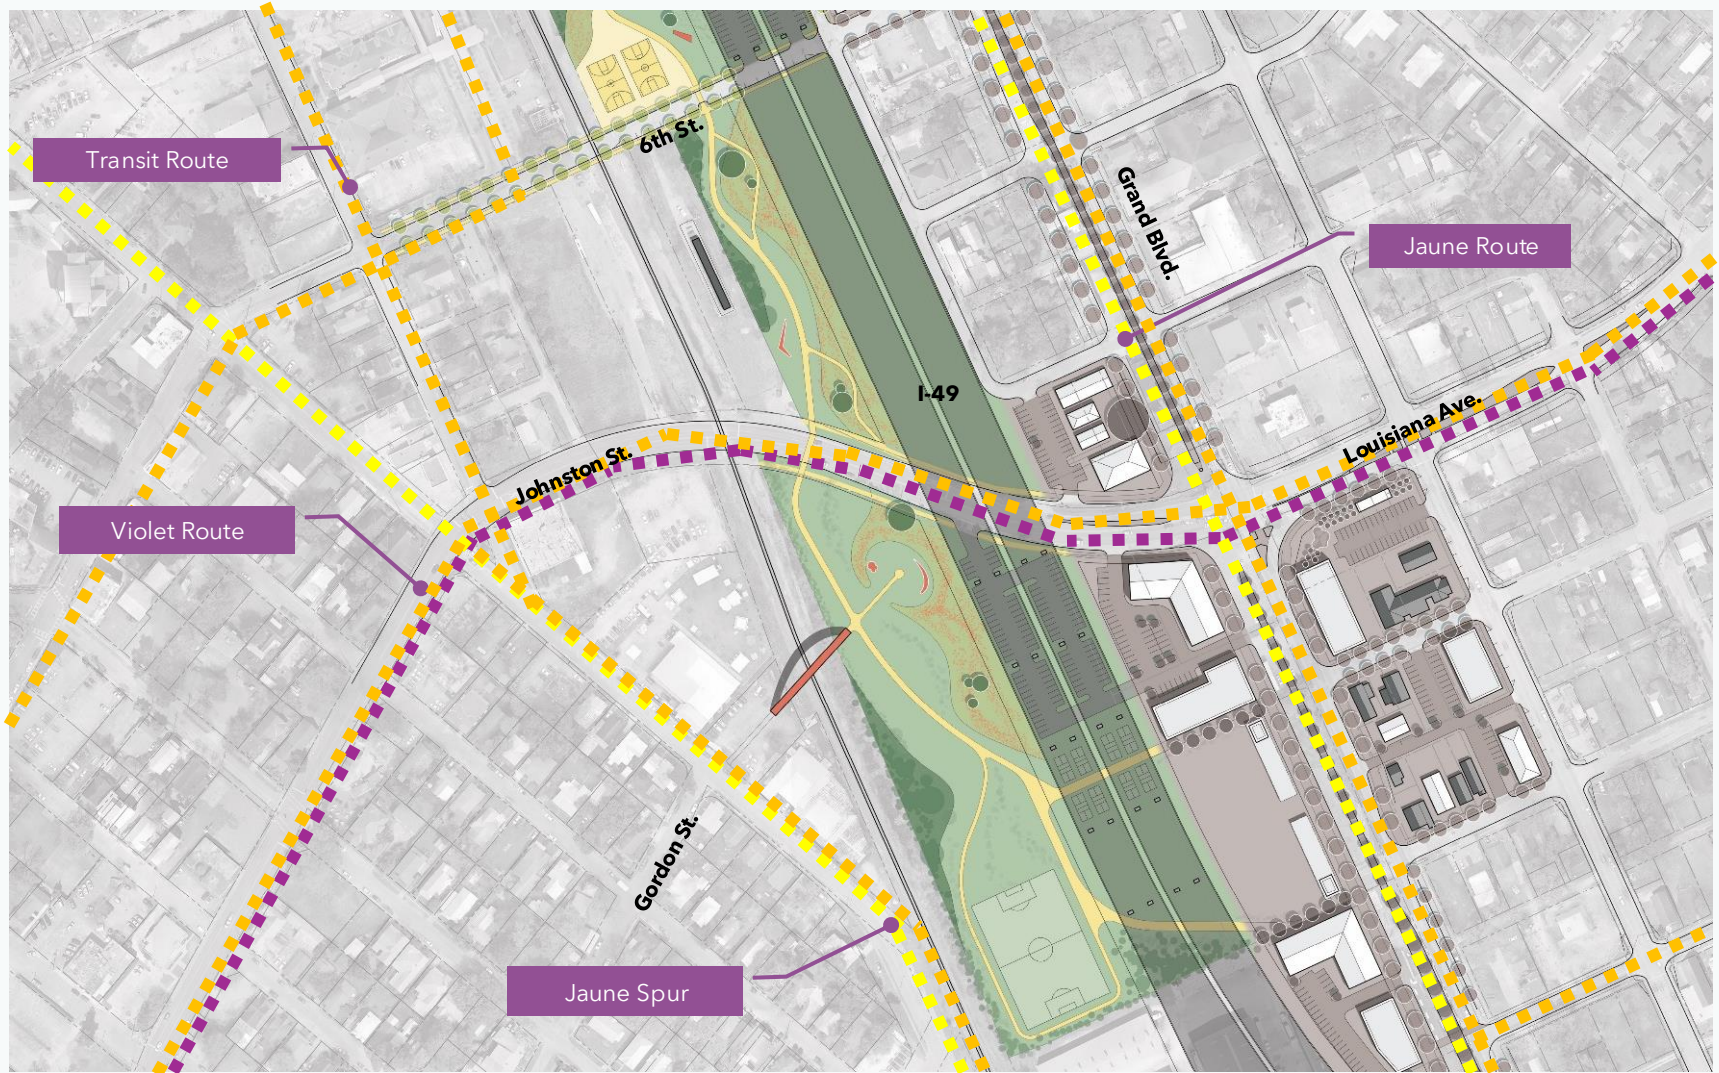 6th St.
Transit Route
Grand Blvd.
Jaune Route
I-49
Louisiana Ave.
Johnston St.
Violet Route
Gordon St.
Jaune Spur